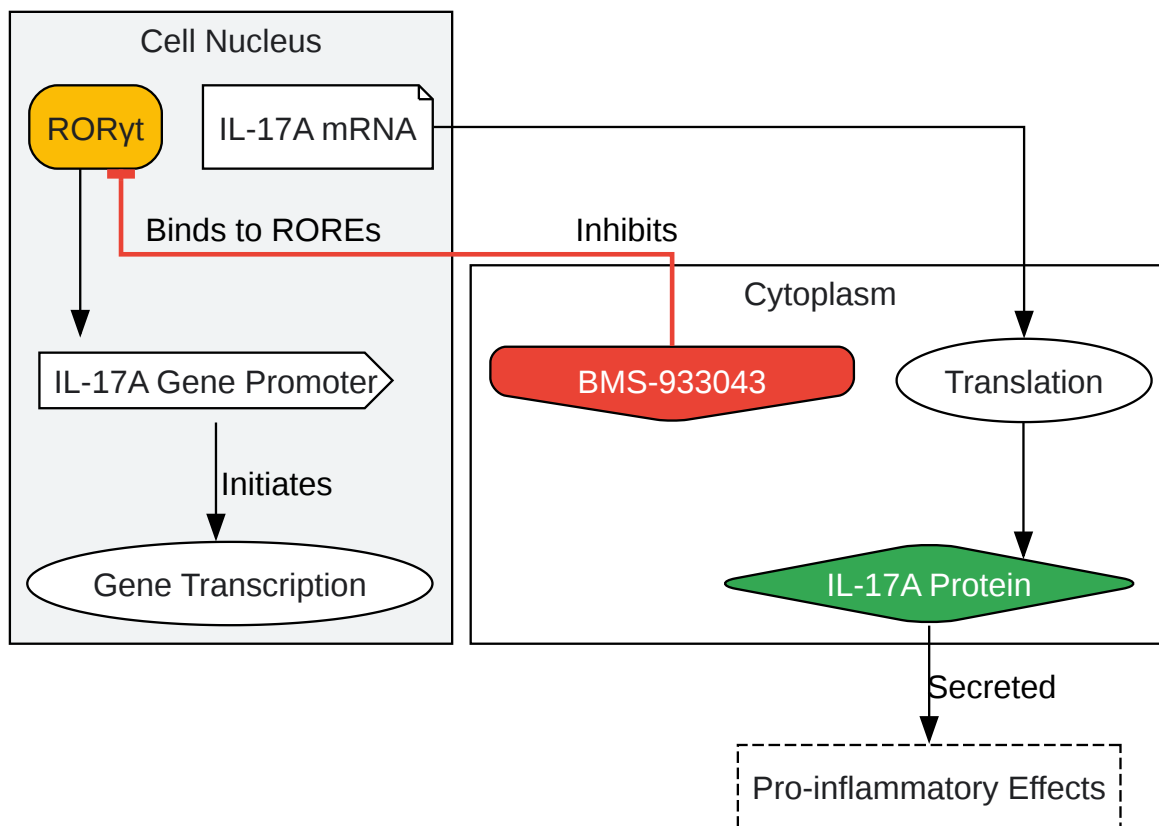 Cell Nucleus
RORγt
IL-17A mRNA
Binds to ROREs
Inhibits
Cytoplasm
IL-17A Gene Promoter
BMS-933043
Translation
Initiates
Gene Transcription
IL-17A Protein
Secreted
Pro-inflammatory Effects